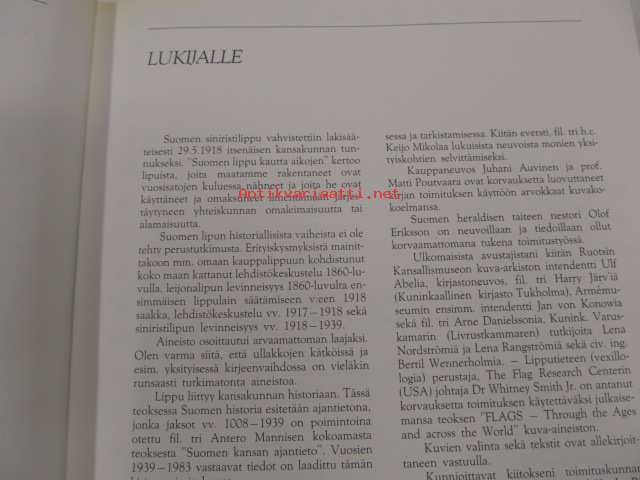 LUKIJALLE
Suomen siniristilippu vahvistettiin lakisää-
teisesti 29.5.1918 itsenäisen kansakunnan tun-
nukseksi. "Suomen lippu kautta aikojen" kertoo
lipuista, joita maatamme rakentaneet ovat
vuosisatojen kuluessa nähneet ja joita he ovat
käyttäneet ja omaksuneet ilmentämään järjes-
täytyneen yhteiskunnan omaleimaisuutta tai
alamaisuutta.
Suomen lipun historiallisista vaiheista ei ole
tehty perustutkimusta. Erityiskysmyksistä mainit-
takoon mm. omaan kauppalippuun kohdistunut
koko maan kattanut lehdistökeskustelu 1860-lu-
vulla, leijonalipun levinneisyys 1860-luvulta en-
simmäisen lippulain säätämiseen v:een 1918
saakka, lehdistökeskustelu vv. 1917—1918 sekä
siniristilipun levinneisyys vv. 1918—1939.
Aineisto osoittautui arvaamattoman laajaksi.
Olen varma siitä, että ullakkojen kätköissä ja
esim. yksityisessä kirjeenvaihdossa on vieläkin
runsaasti turkimatonta aineistoa.
Lippu liittyy kansakunnan historiaan. Tässä
teoksessa Suomen historia esitetään ajantietona,
jonka jaksot vv. 1008—1939 on poimintoina
otettu fil. tri Antero Mannisen kokoamasta
teoksesta "Suomen kansan ajantieto". Vuosien
1939—1983 vastaavat tiedot on laadittu tämän
sessa ja tarkistamisessa. Kiitän eversti, fil. tri h.c.
Keijo Mikolaa lukuisista neuvoista monien yksi-
tyiskohtien selvittämiseksi.
Kauppaneuvos Juhani Auvinen ja prof.
Matti Poutvaara ovat korvauksetta luovuttaneet
kirjan toimituksen käyttöön arvokkaat kuvako-
koelmansa.
Suomen heraldisen taiteen nestori Olof
Eriksson on neuvoillaan ja tiedoillaan ollut
korvaamattomana tukena toimitustyössä.
Ulkomaisista avustajistani kiitän Ruotsin
Kansallismuseon kuva-arkiston intendentti Ulf
Abelia, kirjastoneuvos, fil. tri Harry Järv'iä
(Kuninkaallinen kirjasto Tukholma), Armému-
seumin ensimm. intendentti Jan von Konowia
sekä fil. tri Arne Danielssonia, Kunink. Varus-
kamarin (Livrustkammaren) tutkijoita Lena
Nordströmiä ja Lena Rangströmiä sekä civ. ing.
Bertil Wennerholmia. — Lipputieteen (vexillo-
logia) perustaja, The Flag Research Centerin
(USA) johtaja Dr Whitney Smith Jr. on antanut
korvauksetta toimituksen käytettäväksi julkaise-
mansa teoksen "FLAGS — Through the Ages
and across the World" kuva-aineiston.
Kuvien valinta sekä tekstit ovat allekirjoit-
taneen vastuulla.
Kunnioittavat kiitokseni toimituskunnan
Antikvariaatti.net